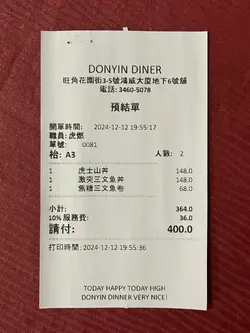 DONYIN DINER
旺角花園街3-5號鴻威大廈地下6號舖
電話: 3460-5078
預結單
開單時間: 2024-12-12 19:55:17
職員: 虎燃
單號: 0081
枱: A3 人數: 2
1 虎士山丼 148.0
1 激突三文魚丼 148.0
1 焦糖三文魚卷 68.0
小計: 364.0
10% 服務費: 36.0
請付: 400.0
打印時間: 2024-12-12 19:55:36
TODAY HAPPY TODAY HIGH
DONYIN DINNER VERY NICE!